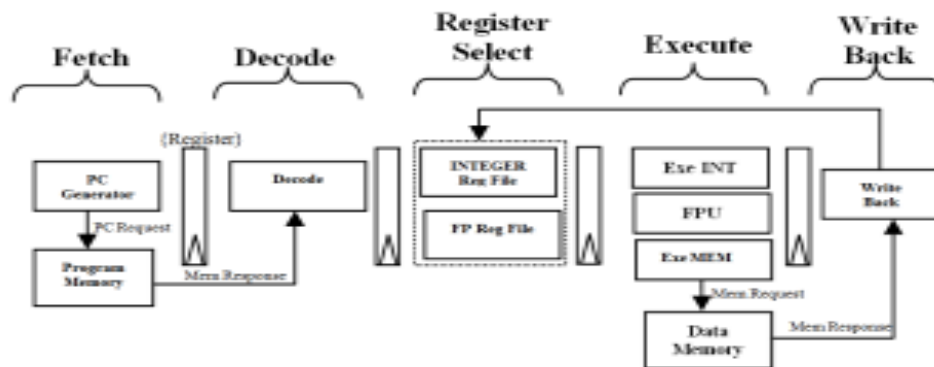 Fetch
Decode
Register
Select
Execute
Write
Back
{Register}
PC
Generator
PC Request
Program
Memory
Mem Response
Decode
INTEGER
Reg File
FP Reg File
Exe INT
FPU
Exe MEM
Mem Request
Data
Memory
Mem Response
Write
Back